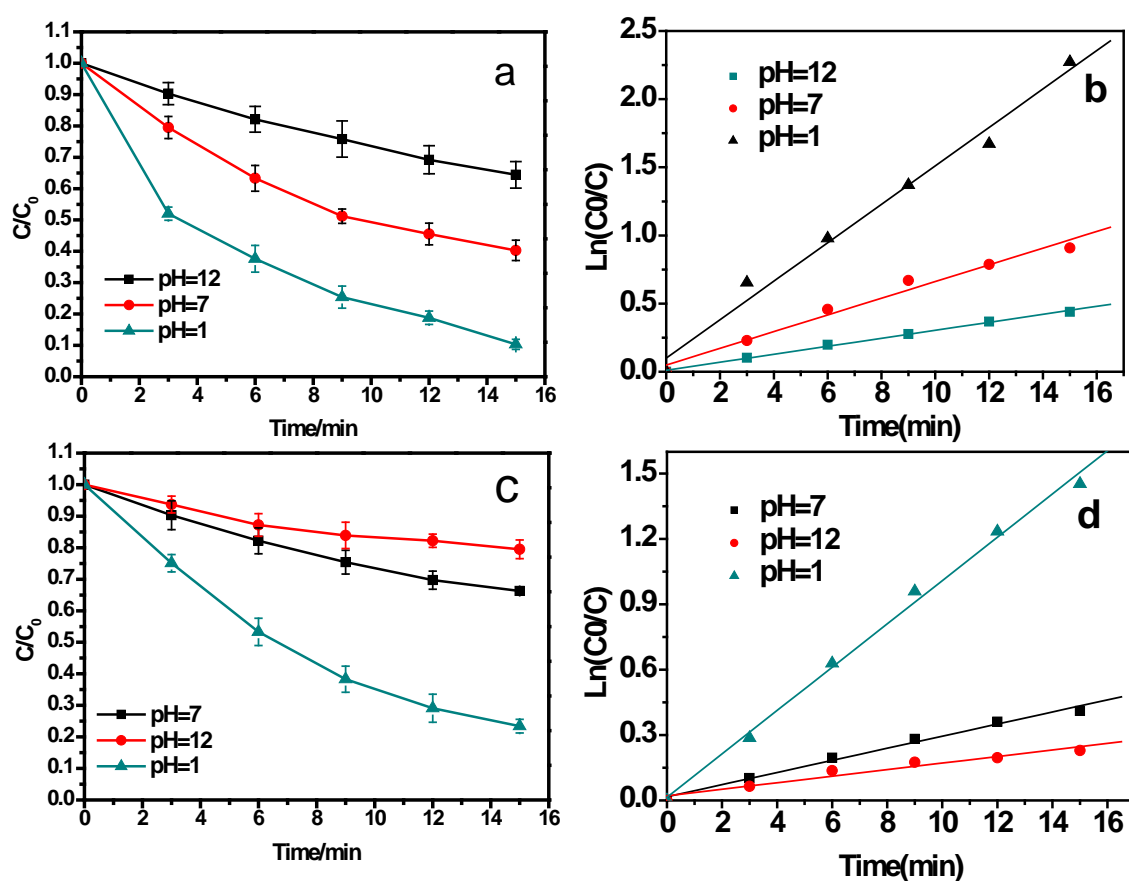 a
1.1
1.0
0.9
0.8
0.7
0.6
0.5
0.4
0.3
0.2
0.1
0.0
C/C0
pH=12
pH=7
pH=1
0 2 4 6 8 10 12 14 16
Time/min
b
2.5
2.0
1.5
1.0
0.5
0.0
Ln(C0/C)
pH=12
pH=7
pH=1
0 2 4 6 8 10 12 14 16
Time(min)
c
1.1
1.0
0.9
0.8
0.7
0.6
0.5
0.4
0.3
0.2
0.1
0.0
C/C0
pH=7
pH=12
pH=1
0 2 4 6 8 10 12 14 16
Time/min
d
1.5
1.2
0.9
0.6
0.3
0.0
Ln(C0/C)
pH=7
pH=12
pH=1
0 2 4 6 8 10 12 14 16
Time(min)